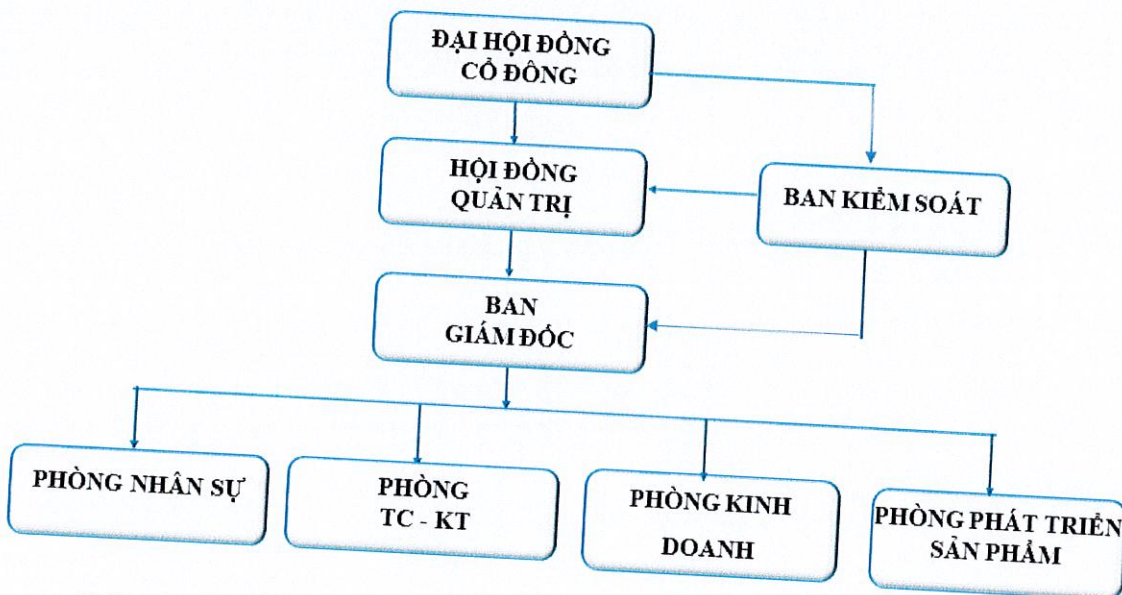 ĐẠI HỘI ĐỒNG
CỔ ĐÔNG
HỘI ĐỒNG
QUẢN TRỊ
BAN KIỂM SOÁT
BAN
GIÁM ĐỐC
PHÒNG NHÂN SỰ
PHÒNG
TC - KT
PHÒNG KINH
DOANH
PHÒNG PHÁT TRIỂN
SẢN PHẨM